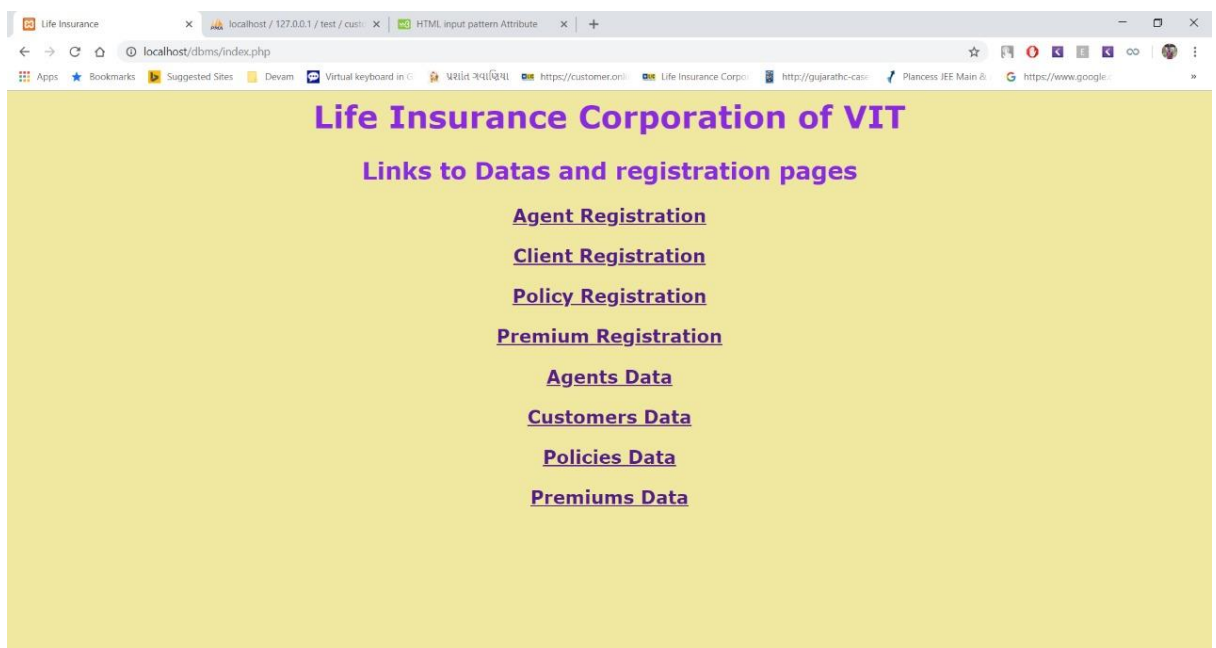 Life Insurance
localhost / 127.0.0.1 / test / custo
HTML input pattern Attribute
localhost/dbms/index.php
Apps
Bookmarks
Suggested Sites
Devam
Virtual keyboard in G
પ્રશાંત ગવાણિયા
https://customer.onli
Life Insurance Corpo
http://gujarathc-case
Plancess JEE Main &
https://www.google.c
Life Insurance Corporation of VIT
Links to Datas and registration pages
Agent Registration
Client Registration
Policy Registration
Premium Registration
Agents Data
Customers Data
Policies Data
Premiums Data